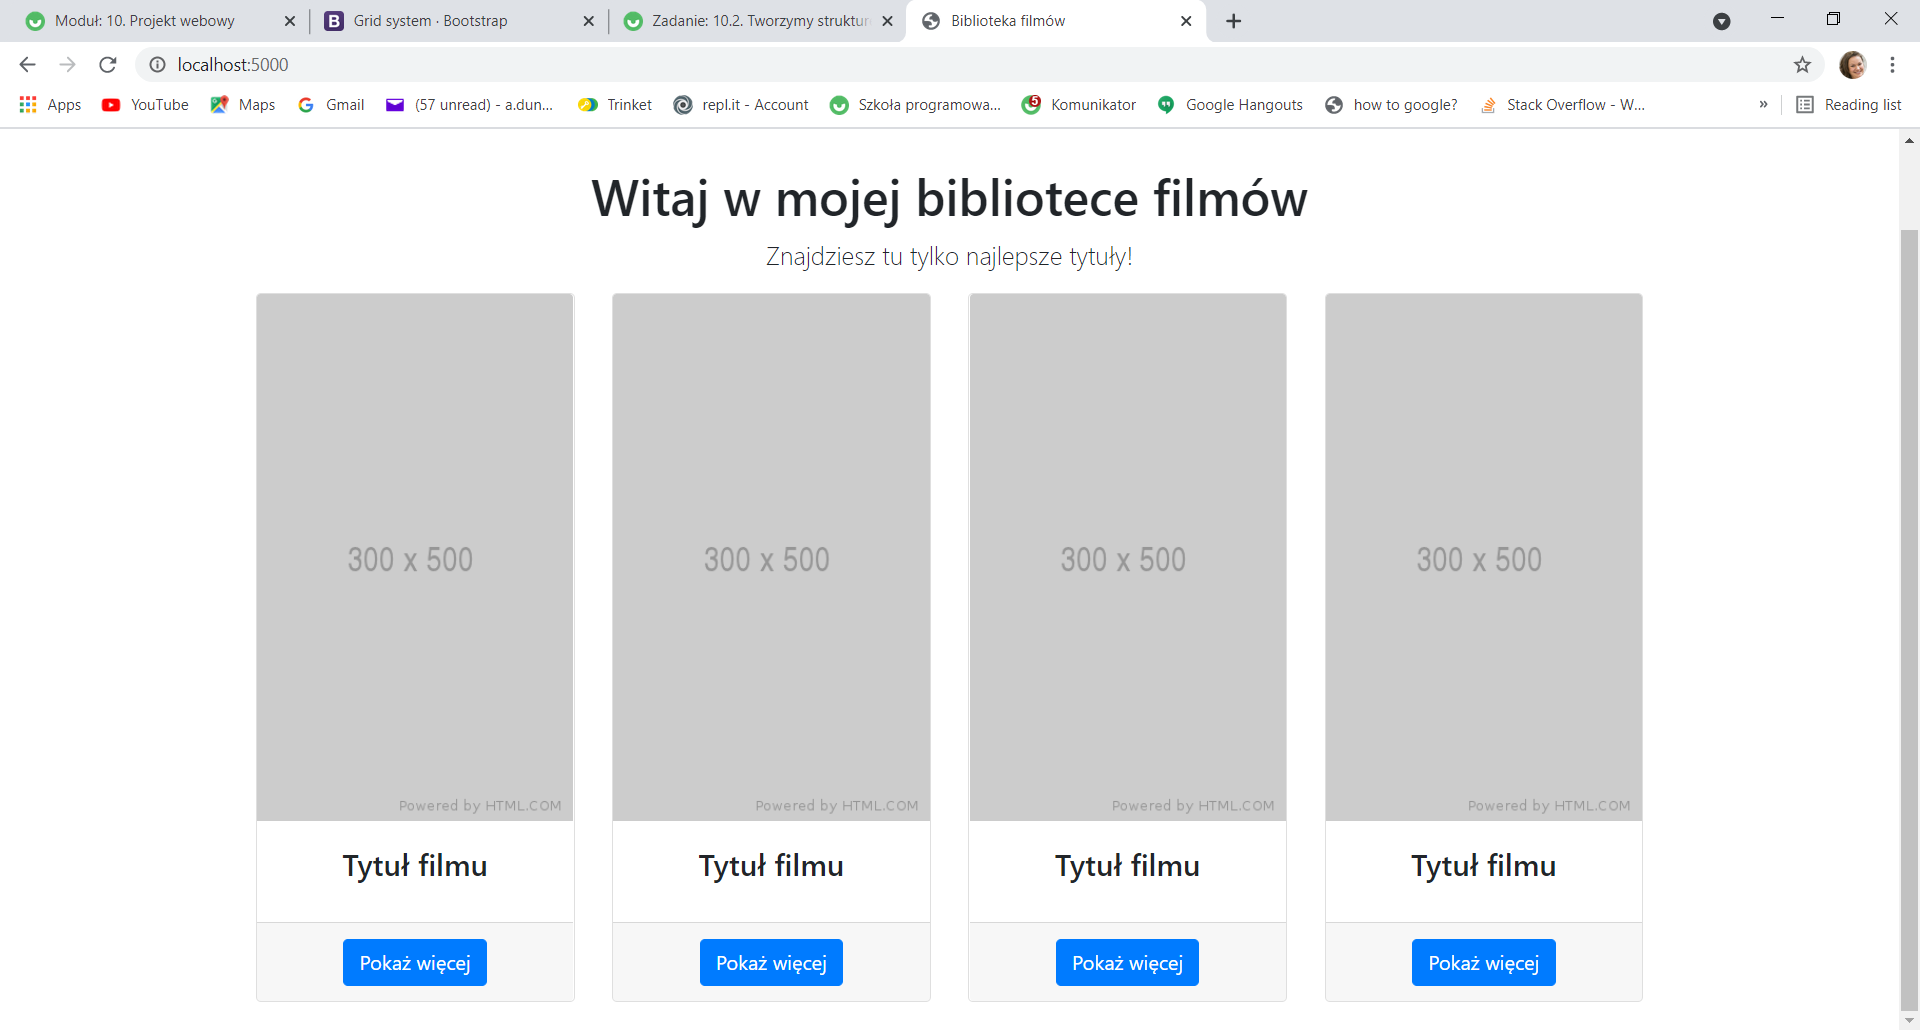 Moduł: 10. Projekt webowy
Grid system · Bootstrap
Zadanie: 10.2. Tworzymy struktur
Biblioteka filmów
localhost:5000
Apps YouTube Maps Gmail (57 unread) - a.dun... Trinket repl.it - Account Szkoła programowa... 5 Komunikator Google Hangouts how to google? Stack Overflow - W... » Reading list
Witaj w mojej bibliotece filmów
Znajdziesz tu tylko najlepsze tytuły!
300 x 500 300 x 500 300 x 500 300 x 500
Powered by HTML.COM Powered by HTML.COM Powered by HTML.COM Powered by HTML.COM
Tytuł filmu Tytuł filmu Tytuł filmu Tytuł filmu
Pokaż więcej Pokaż więcej Pokaż więcej Pokaż więcej